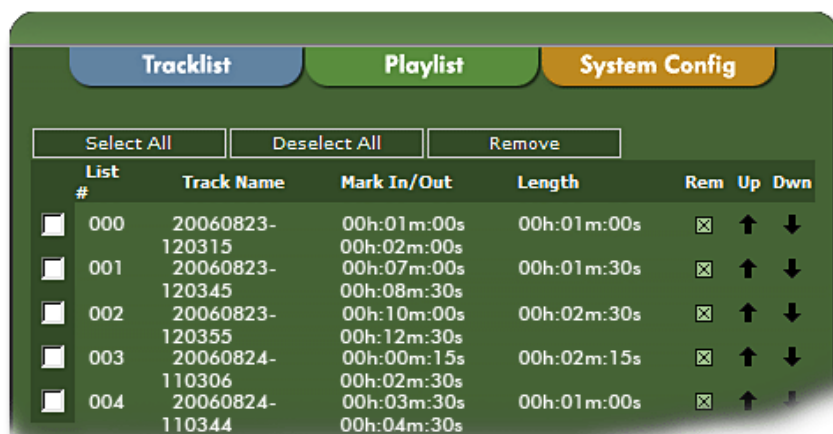 Tracklist Playlist System Config
Select All Deselect All Remove
List # Track Name Mark In/Out Length Rem Up Dwn
000 20060823- 00h:01m:00s 00h:01m:00s
120315 00h:02m:00s
001 20060823- 00h:07m:00s 00h:01m:30s
120345 00h:08m:30s
002 20060823- 00h:10m:00s 00h:02m:30s
120355 00h:12m:30s
003 20060824- 00h:00m:15s 00h:02m:15s
110306 00h:02m:30s
004 20060824- 00h:03m:30s 00h:01m:00s
110344 00h:04m:30s